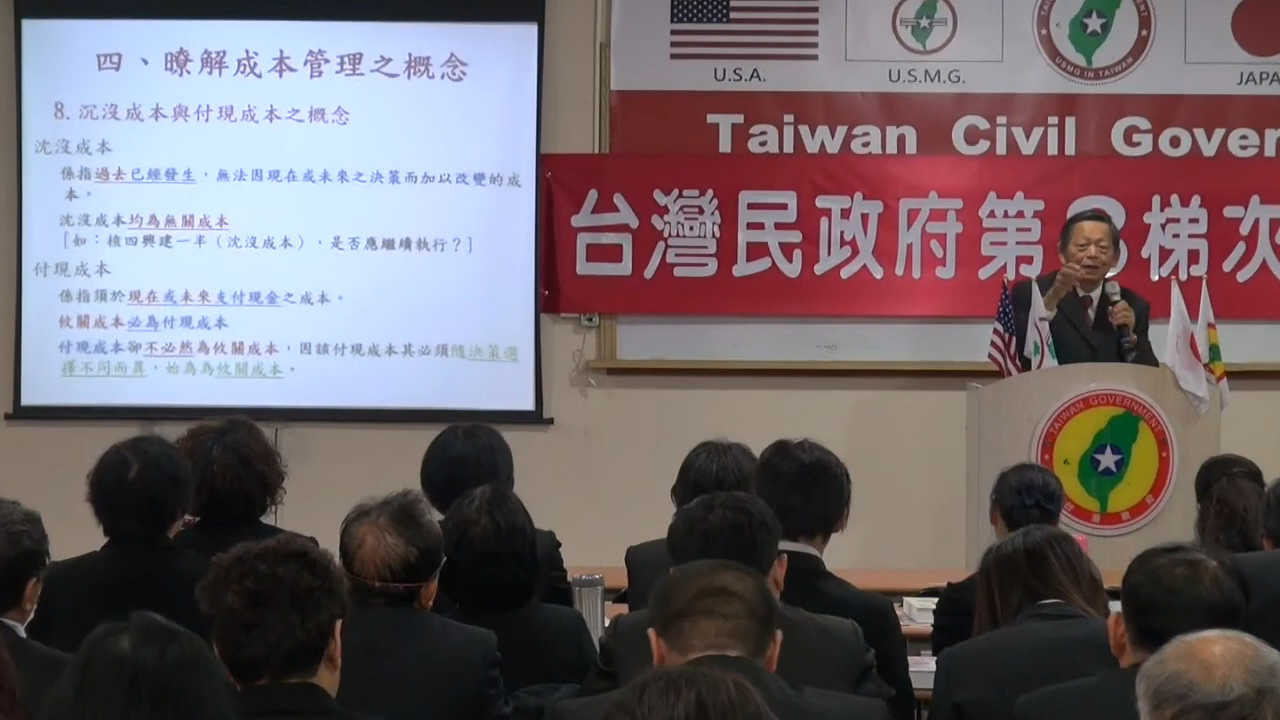 四、瞭解成本管理之概念
8. 沉沒成本與付現成本之概念
沈沒成本
係指過去已經發生，無法因現在或未來之決策而加以改變的成
本。
沈沒成本均為無關成本
[如：核四興建一半（沈沒成本），是否應繼續執行？]
付現成本
係指須於現在或未來支付現金之成本。
攸關成本必為付現成本
付現成本卻不必然為攸關成本，因該付現成本其必須隨決策選
擇不同而異，始為為攸關成本。
U.S.A.
U.S.M.G.
USMG IN TAIWAN
JAPA
Taiwan Civil Gover
台灣民政府第 梯次
TAIWAN GOVERNMENT